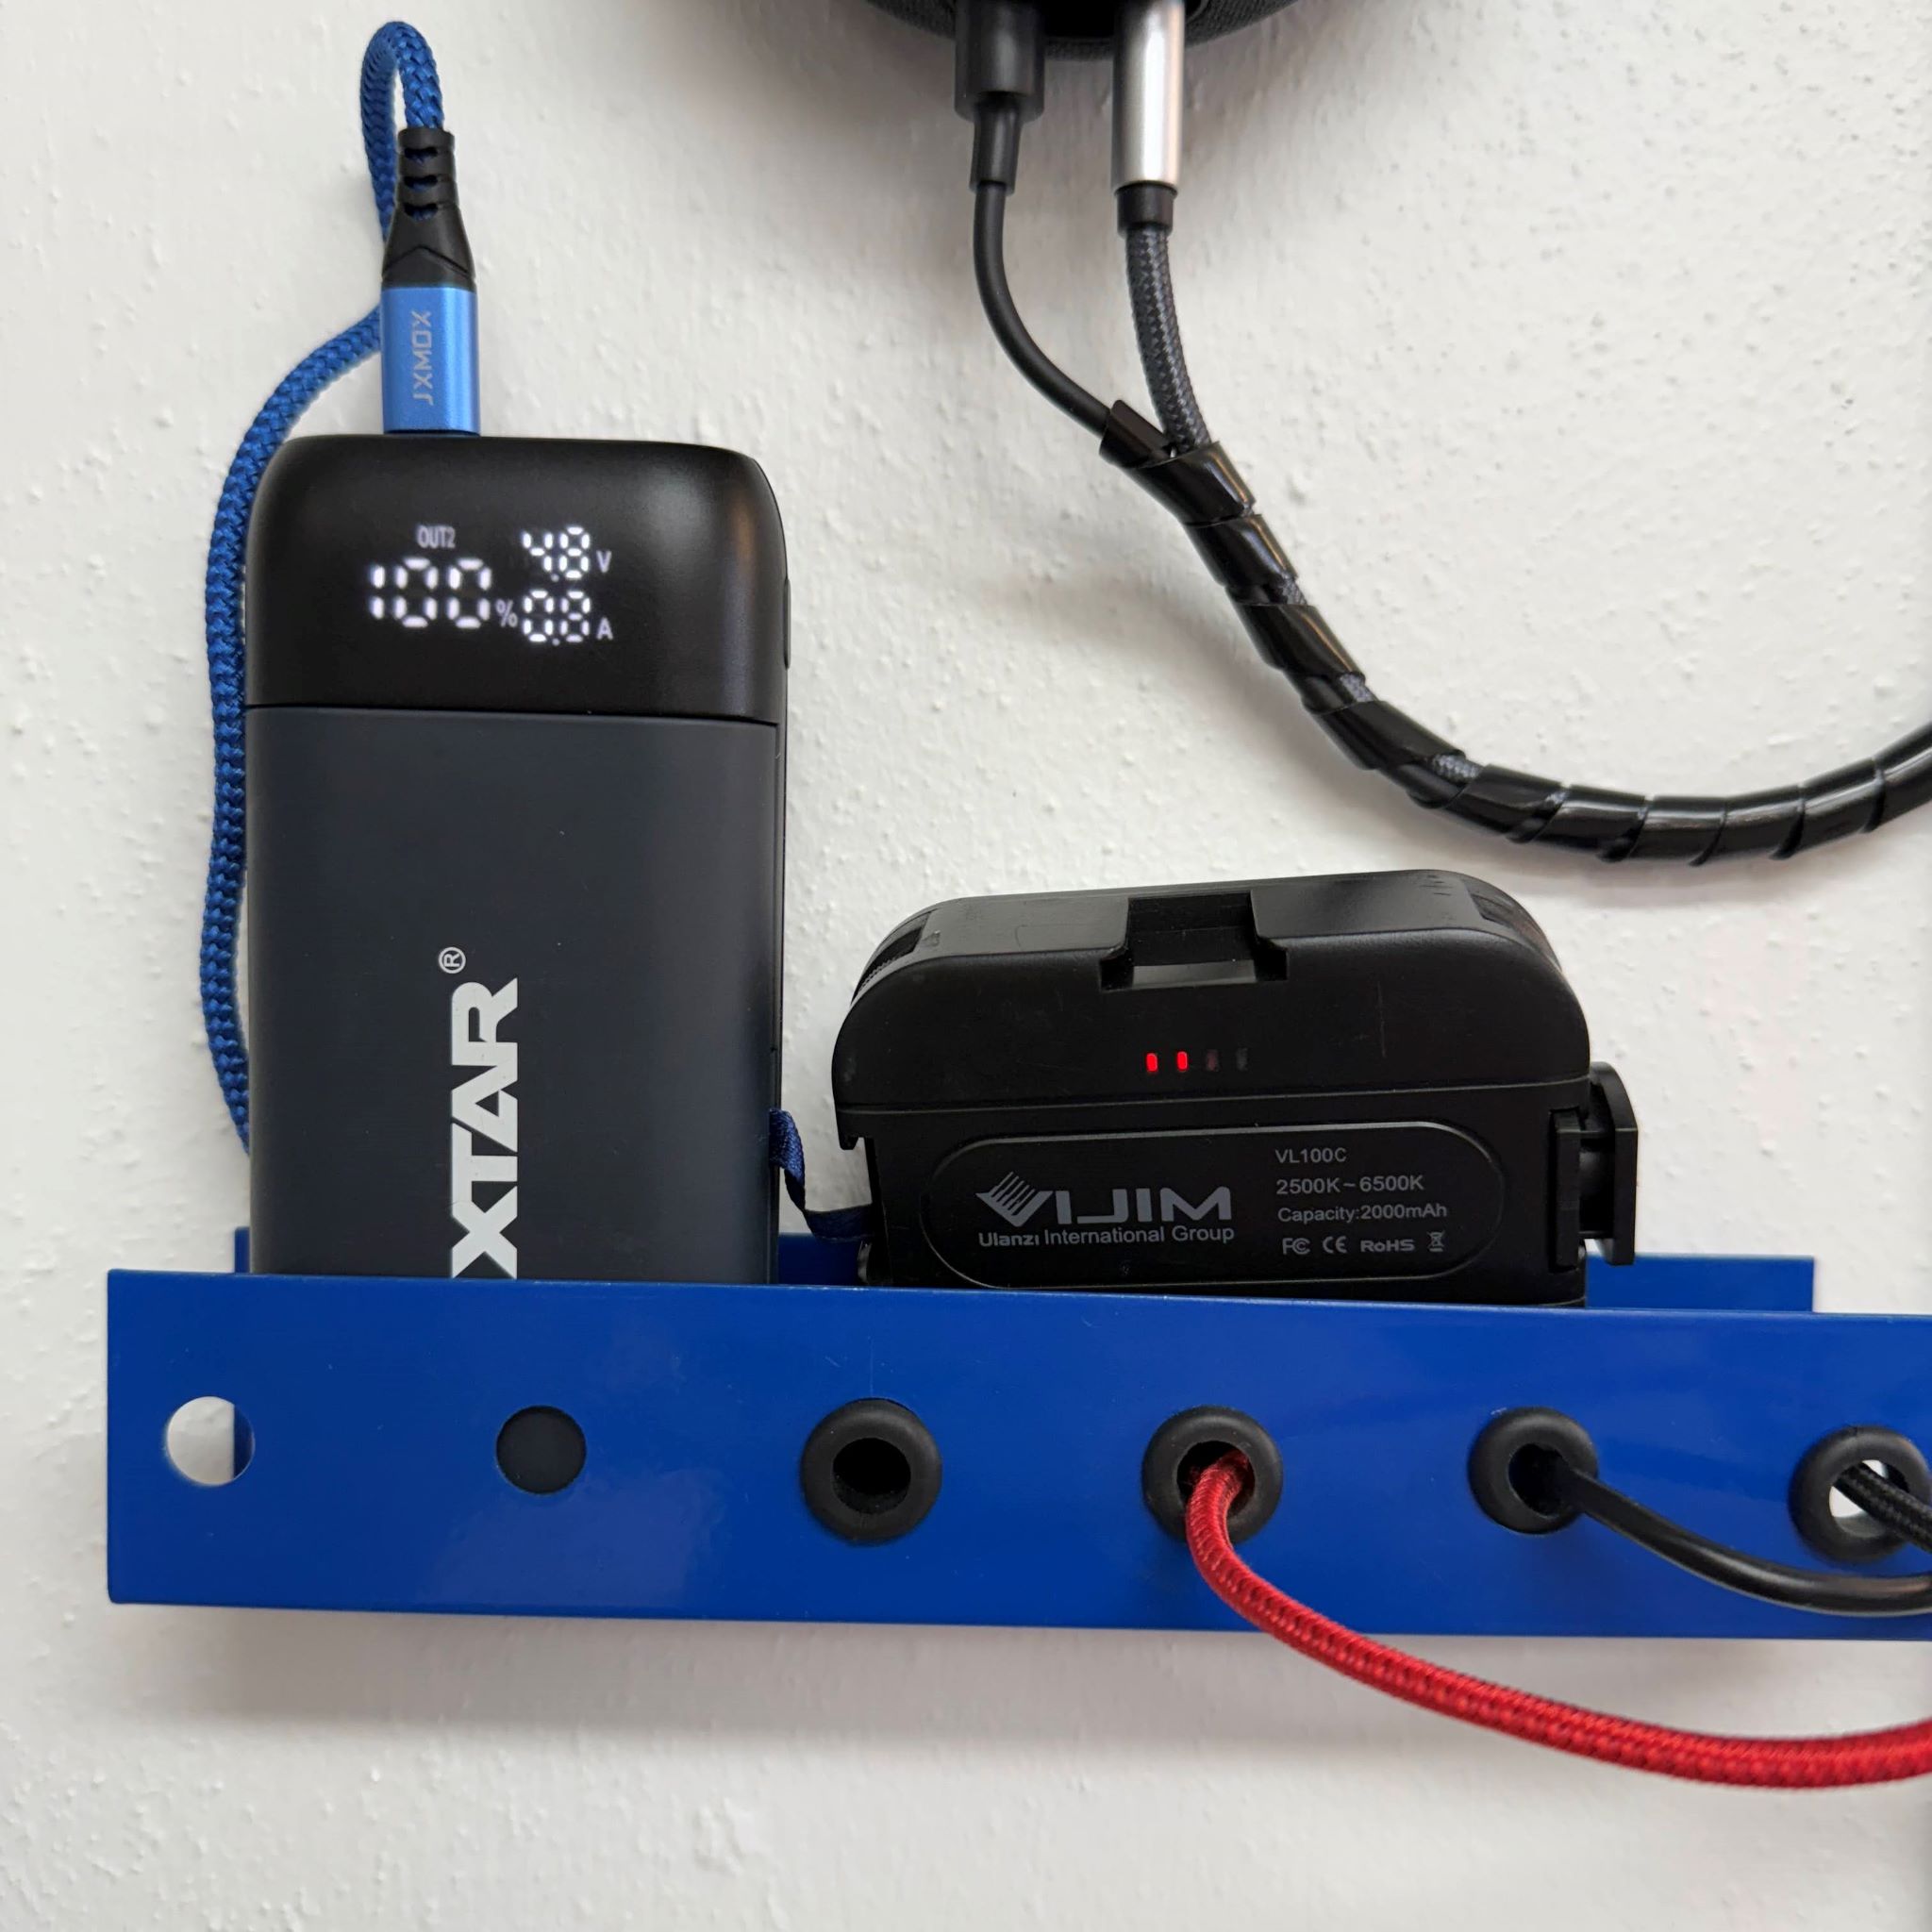 JXMOX
OUT2
100%
4.8 V
0.8 A
XTAR®
VIJIM
Ulanzi International Group
VL100C
2500K~6500K
Capacity:2000mAh
FC CE RoHS